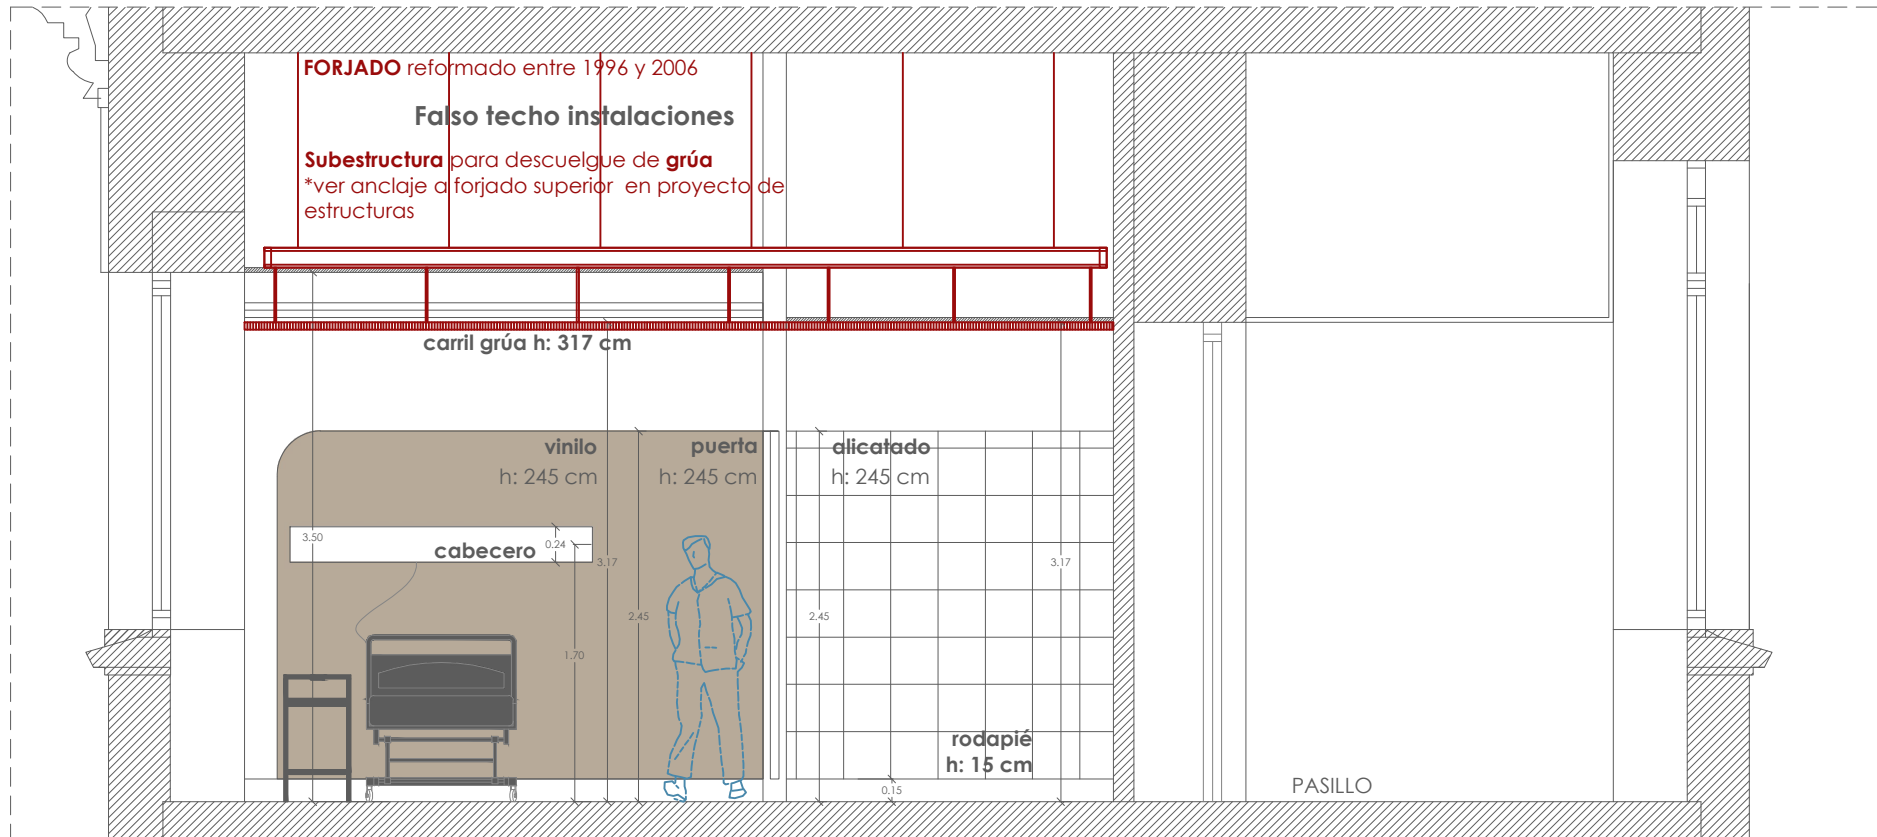 FORJADO reformado entre 1996 y 2006
Falso techo instalaciones
Subestructura para descuelgue de grúa
*ver anclaje a forjado superior en proyecto de
estructuras
carril grúa h: 317 cm
vinilo
h: 245 cm
puerta
h: 245 cm
alicatado
h: 245 cm
3.50
cabecero
0.24
3.17
3.17
2.45
2.45
1.70
rodapié
h: 15 cm
0.15
PASILLO